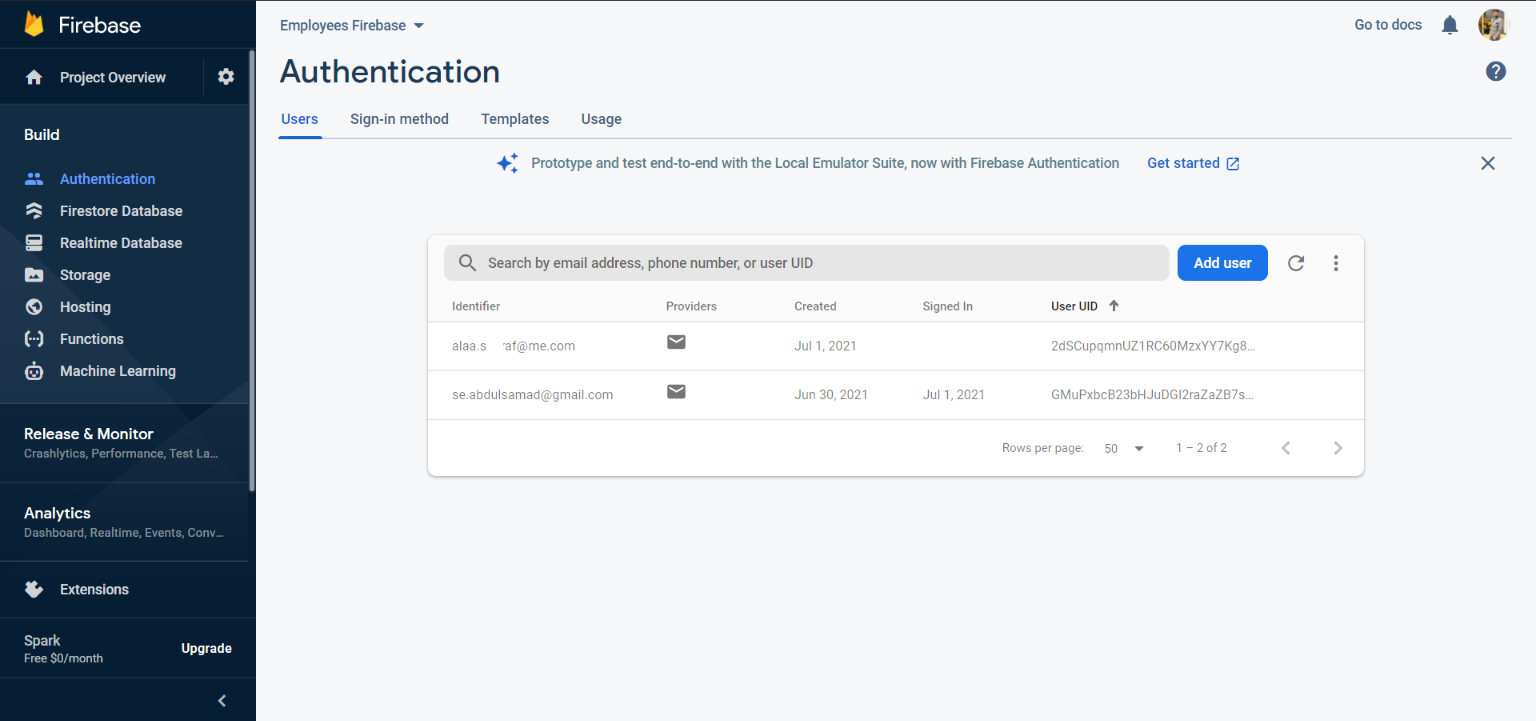 Firebase
Project Overview
Build
Authentication
Firestore Database
Realtime Database
Storage
Hosting
Functions
Machine Learning
Release & Monitor
Crashlytics, Performance, Test La...
Analytics
Dashboard, Realtime, Events, Conv...
Extensions
Spark
Free $0/month
Upgrade
Employees Firebase
Go to docs
Authentication
Users Sign-in method Templates Usage
Prototype and test end-to-end with the Local Emulator Suite, now with Firebase Authentication Get started
Search by email address, phone number, or user UID Add user
Identifier Providers Created Signed In User UID
alaa.s raf@me.com Jul 1, 2021 2dSCupqmnUZ1RC60MzxYY7Kg8...
se.abdulsamad@gmail.com Jun 30, 2021 Jul 1, 2021 GMuPxbcB23bHJuDGI2raZaZB7s...
Rows per page: 50 1 – 2 of 2